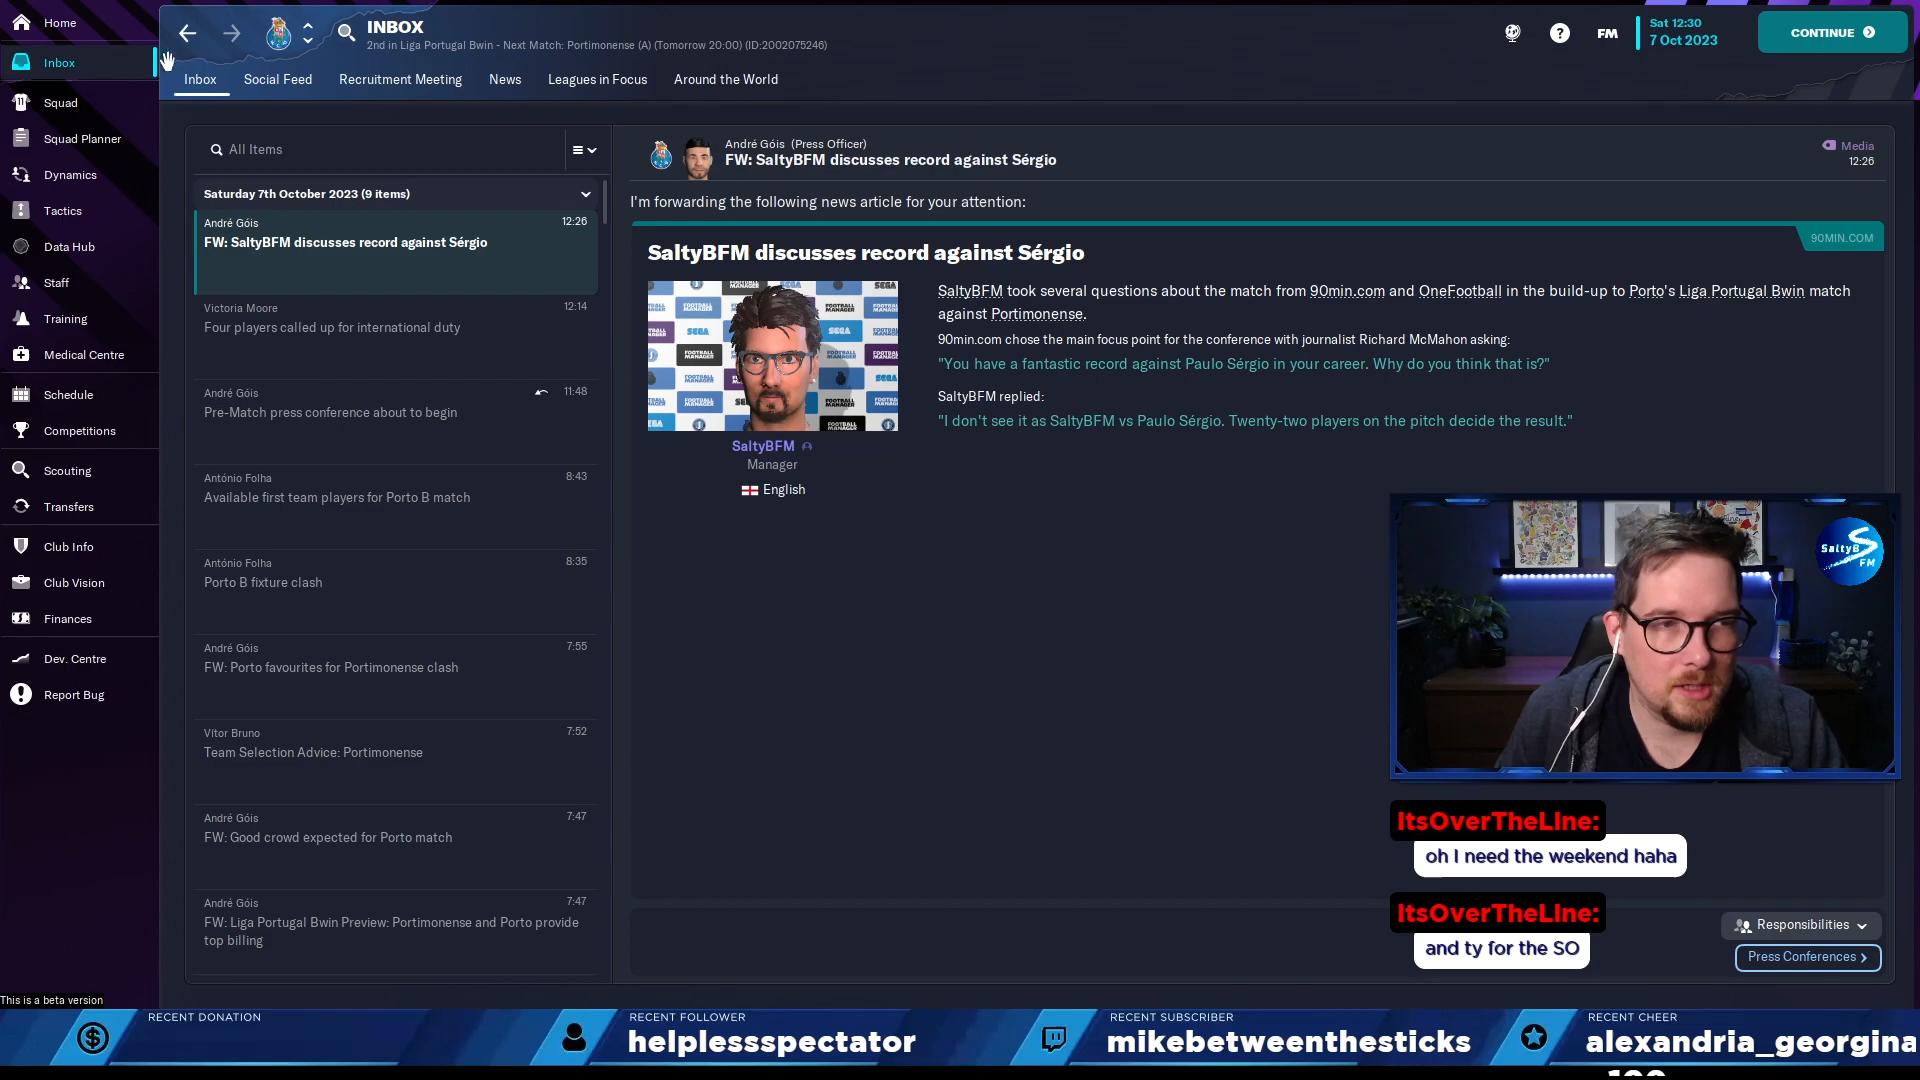 Home
Inbox
Squad
Squad Planner
Dynamics
Tactics
Data Hub
Staff
Training
Medical Centre
Schedule
Competitions
Scouting
Transfers
Club Info
Club Vision
Finances
Dev. Centre
Report Bug
This is a beta version
INBOX
2nd in Liga Portugal Bwin - Next Match: Portimonense (A) (Tomorrow 20:00) (ID:2002075246)
FM
Sat 12:30
7 Oct 2023
CONTINUE
Inbox Social Feed Recruitment Meeting News Leagues in Focus Around the World
All Items
Saturday 7th October 2023 (9 items)
André Góis 12:26
FW: SaltyBFM discusses record against Sérgio
Victoria Moore 12:14
Four players called up for international duty
André Góis 11:48
Pre-Match press conference about to begin
António Folha 8:43
Available first team players for Porto B match
António Folha 8:35
Porto B fixture clash
André Góis 7:55
FW: Porto favourites for Portimonense clash
Vítor Bruno 7:52
Team Selection Advice: Portimonense
André Góis 7:47
FW: Good crowd expected for Porto match
André Góis 7:47
FW: Liga Portugal Bwin Preview: Portimonense and Porto provide
top billing
André Góis (Press Officer)
FW: SaltyBFM discusses record against Sérgio
Media
12:26
I'm forwarding the following news article for your attention:
90MIN.COM
SaltyBFM discusses record against Sérgio
SaltyBFM
Manager
English
SaltyBFM took several questions about the match from 90min.com and OneFootball in the build-up to Porto's Liga Portugal Bwin match
against Portimonense.
90min.com chose the main focus point for the conference with journalist Richard McMahon asking:
"You have a fantastic record against Paulo Sérgio in your career. Why do you think that is?"
SaltyBFM replied:
"I don't see it as SaltyBFM vs Paulo Sérgio. Twenty-two players on the pitch decide the result."
SaltyB
FM
ItsOverTheLIne:
oh I need the weekend haha
ItsOverTheLIne:
and ty for the SO
Responsibilities
Press Conferences
RECENT DONATION
RECENT FOLLOWER
helplessspectator
RECENT SUBSCRIBER
mikebetweenthesticks
RECENT CHEER
alexandria_georgina